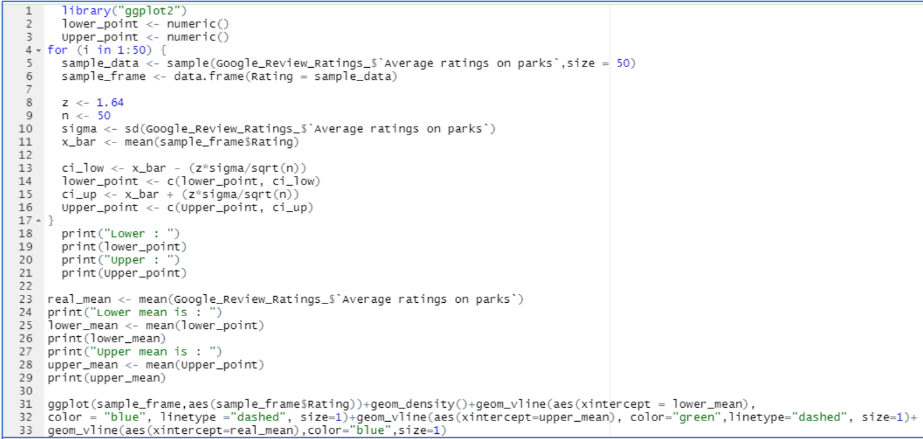 1 library("ggplot2")
2 lower_point <- numeric()
3 Upper_point <- numeric()
4 for (i in 1:50) {
5 sample_data <- sample(Google_Review_Ratings_$`Average ratings on parks`,size = 50)
6 sample_frame <- data.frame(Rating = sample_data)
7
8 z <- 1.64
9 n <- 50
10 sigma <- sd(Google_Review_Ratings_$`Average ratings on parks`)
11 x_bar <- mean(sample_frame$Rating)
12
13 ci_low <- x_bar - (z*sigma/sqrt(n))
14 lower_point <- c(lower_point, ci_low)
15 ci_up <- x_bar + (z*sigma/sqrt(n))
16 Upper_point <- c(Upper_point, ci_up)
17 }
18 print("Lower : ")
19 print(lower_point)
20 print("Upper : ")
21 print(Upper_point)
22
23 real_mean <- mean(Google_Review_Ratings_$`Average ratings on parks`)
24 print("Lower mean is : ")
25 lower_mean <- mean(lower_point)
26 print(lower_mean)
27 print("Upper mean is : ")
28 upper_mean <- mean(Upper_point)
29 print(upper_mean)
30
31 ggplot(sample_frame,aes(sample_frame$Rating))+geom_density()+geom_vline(aes(xintercept = lower_mean),
32 color = "blue", linetype ="dashed", size=1)+geom_vline(aes(xintercept=upper_mean), color="green",linetype="dashed", size=1)+
33 geom_vline(aes(xintercept=real_mean),color="blue",size=1)